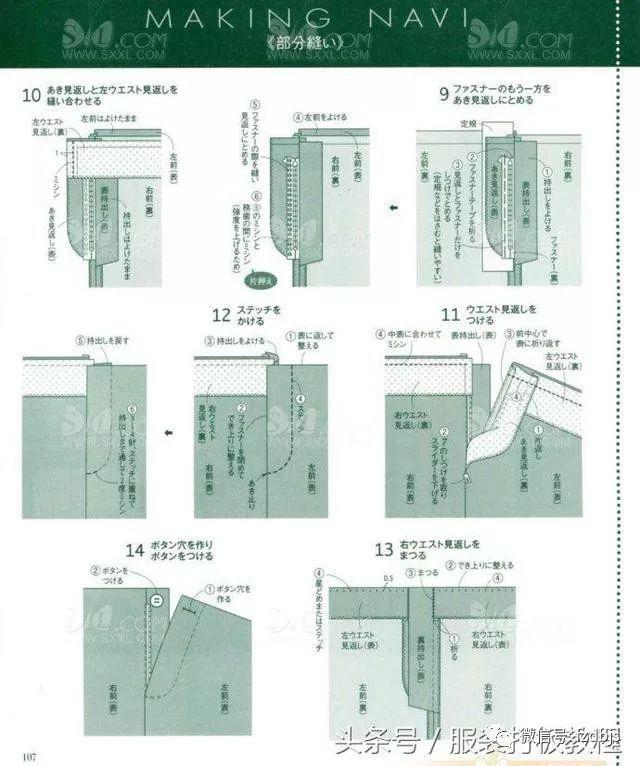 MAKING NAVI
《部分縫い》
9 ファスナーのもう一方を
あき見返しにとめる
定規
①持出しをよける
ファスナー(裏)
②ファスナーテープを折る
③見返しとファスナーだけを
しつけでとめる
(定規などをはさむと縫いやすい)
あき見返し(表)
表持出し(表)
左前(裏)
右前(裏)
④左前をよける
⑤ファスナーの際を縫い
見返しにとめる
⑥⑤のミシンと
務歯の間にミシン
(強度を上げるため)
片押え
右前(裏)
10 あき見返しと左ウエスト見返しを
縫い合わせる
左ウエスト
見返し(裏)
左前はよけたまま
1
ミシン
あき見返し(表)
表持出し(表)
持出しはよけたまま
右前(裏)
左前(表)
11 ウエスト見返しを
つける
④中表に合わせて
ミシン
表持出し(表)
③前中心で
表に折り返す
左ウエスト
見返し(裏)
④
右ウエスト
見返し(裏)
②アのしつけを取り
スライダーを下げる
①片返し
あき見返し(裏)
右前(表)
左前(表)
12 ステッチを
かける
③持出しをよける
①表に返して
整える
④ステッチ
右ウエスト
見返し(裏)
②ファスナーを閉めて
でき上りに整える
あき止り
右前(表)
左前(表)
⑤持出しを戻す
⑥3〜4針、ステッチに重ねて
持出しまで通して2度ミシン
右前(表)
左前(表)
13 右ウエスト見返しを
まつる
④星どめまたはステッチ
0.5
③まつる
②でき上りに整える
④
左ウエスト
見返し(表)
①折る
右ウエスト
見返し(表)
裏持出し(表)
左前(裏)
右前(裏)
14 ボタン穴を作り
ボタンをつける
②ボタンを
つける
①ボタン穴を
作る
右前(表)
左前(表)
107
头条号/服装打板教程
SXXL.COM
WWW.SXXL.COM